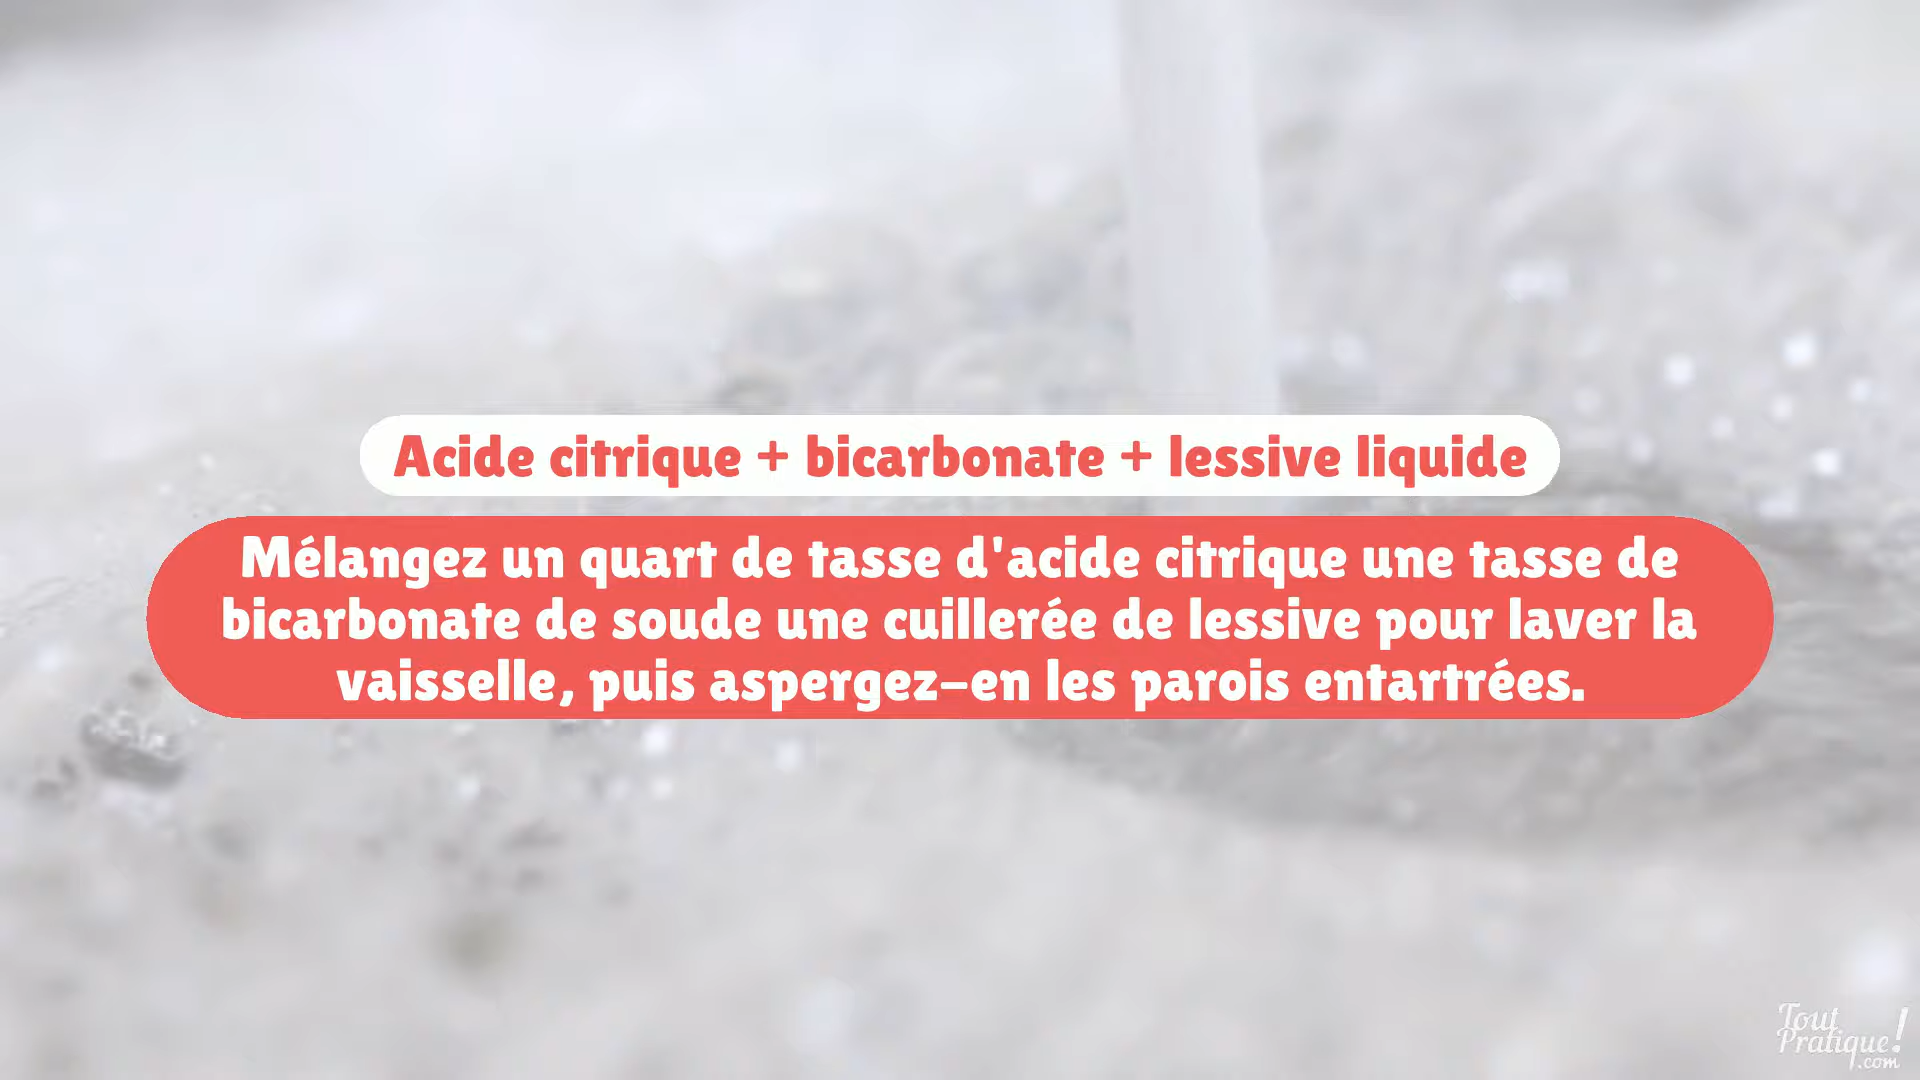 Acide citrique + bicarbonate + lessive liquide
Mélangez un quart de tasse d'acide citrique une tasse de
bicarbonate de soude une cuillerée de lessive pour laver la
vaisselle, puis aspergez-en les parois entartrées.
Tout
Pratique!
.com